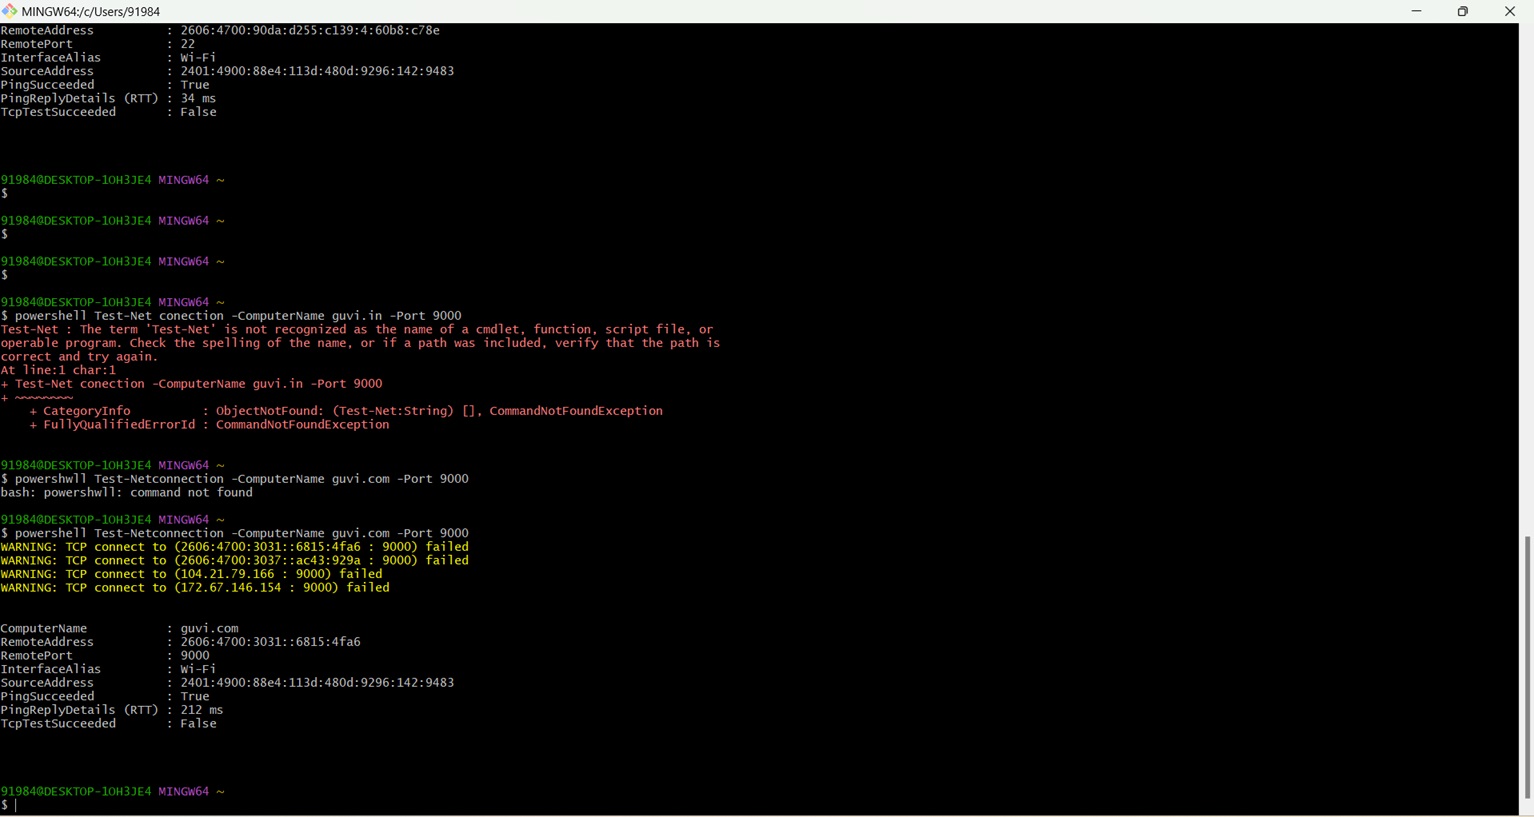 MINGW64:/c/Users/91984
RemoteAddress : 2606:4700:90da:d255:c139:4:60b8:c78e
RemotePort : 22
InterfaceAlias : Wi-Fi
SourceAddress : 2401:4900:88e4:113d:480d:9296:142:9483
PingSucceeded : True
PingReplyDetails (RTT) : 34 ms
TcpTestSucceeded : False
91984@DESKTOP-1OH3JE4 MINGW64 ~
$
91984@DESKTOP-1OH3JE4 MINGW64 ~
$
91984@DESKTOP-1OH3JE4 MINGW64 ~
$
91984@DESKTOP-1OH3JE4 MINGW64 ~
$ powershell Test-Net conection -ComputerName guvi.in -Port 9000
Test-Net : The term 'Test-Net' is not recognized as the name of a cmdlet, function, script file, or
operable program. Check the spelling of the name, or if a path was included, verify that the path is
correct and try again.
At line:1 char:1
+ Test-Net conection -ComputerName guvi.in -Port 9000
+ ~~~~~~~~
    + CategoryInfo          : ObjectNotFound: (Test-Net:String) [], CommandNotFoundException
    + FullyQualifiedErrorId : CommandNotFoundException
91984@DESKTOP-1OH3JE4 MINGW64 ~
$ powershwll Test-Netconnection -ComputerName guvi.com -Port 9000
bash: powershwll: command not found
91984@DESKTOP-1OH3JE4 MINGW64 ~
$ powershell Test-Netconnection -ComputerName guvi.com -Port 9000
WARNING: TCP connect to (2606:4700:3031::6815:4fa6 : 9000) failed
WARNING: TCP connect to (2606:4700:3037::ac43:929a : 9000) failed
WARNING: TCP connect to (104.21.79.166 : 9000) failed
WARNING: TCP connect to (172.67.146.154 : 9000) failed
ComputerName : guvi.com
RemoteAddress : 2606:4700:3031::6815:4fa6
RemotePort : 9000
InterfaceAlias : Wi-Fi
SourceAddress : 2401:4900:88e4:113d:480d:9296:142:9483
PingSucceeded : True
PingReplyDetails (RTT) : 212 ms
TcpTestSucceeded : False
91984@DESKTOP-1OH3JE4 MINGW64 ~
$